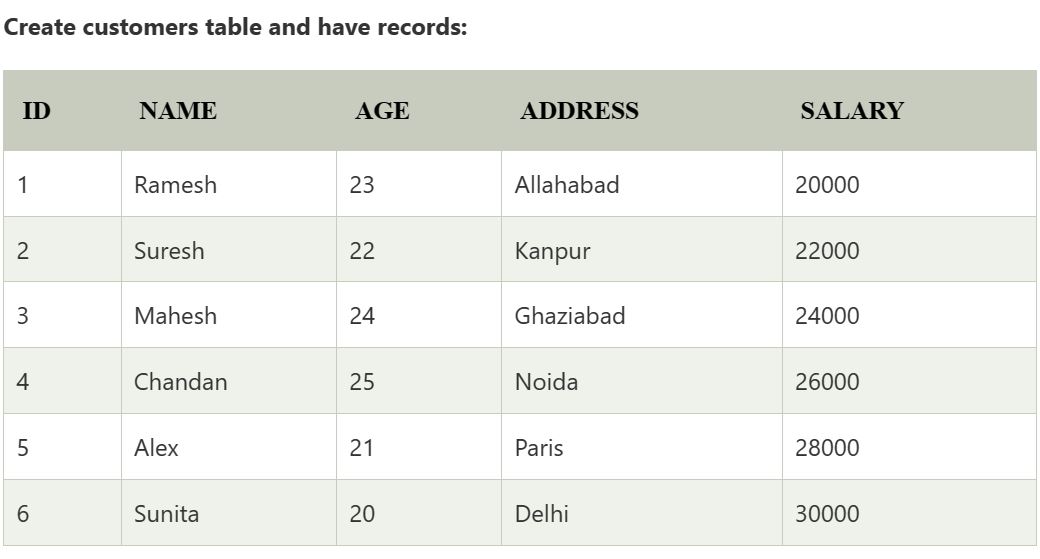 Create customers table and have records:
ID NAME AGE ADDRESS SALARY
1 Ramesh 23 Allahabad 20000
2 Suresh 22 Kanpur 22000
3 Mahesh 24 Ghaziabad 24000
4 Chandan 25 Noida 26000
5 Alex 21 Paris 28000
6 Sunita 20 Delhi 30000